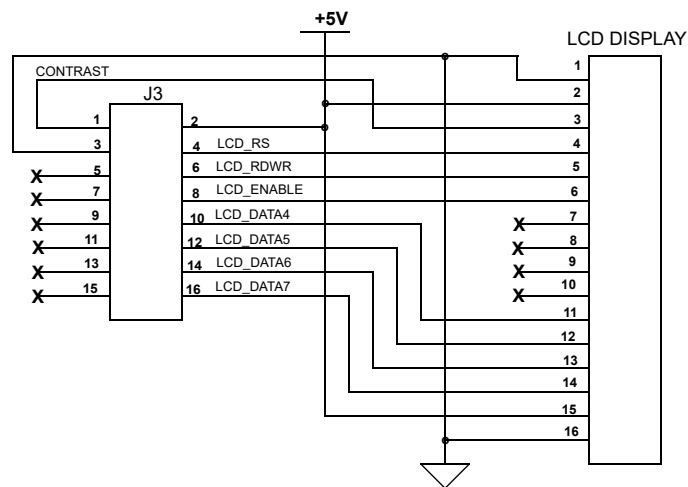 +5V
LCD DISPLAY
CONTRAST
J3
1
3
5
7
9
11
13
15
2
4 LCD_RS
6 LCD_RDWR
8 LCD_ENABLE
10 LCD_DATA4
12 LCD_DATA5
14 LCD_DATA6
16 LCD_DATA7
X
X
X
X
X
X
1
2
3
4
5
6
7
8
9
10
11
12
13
14
15
16
X
X
X
X